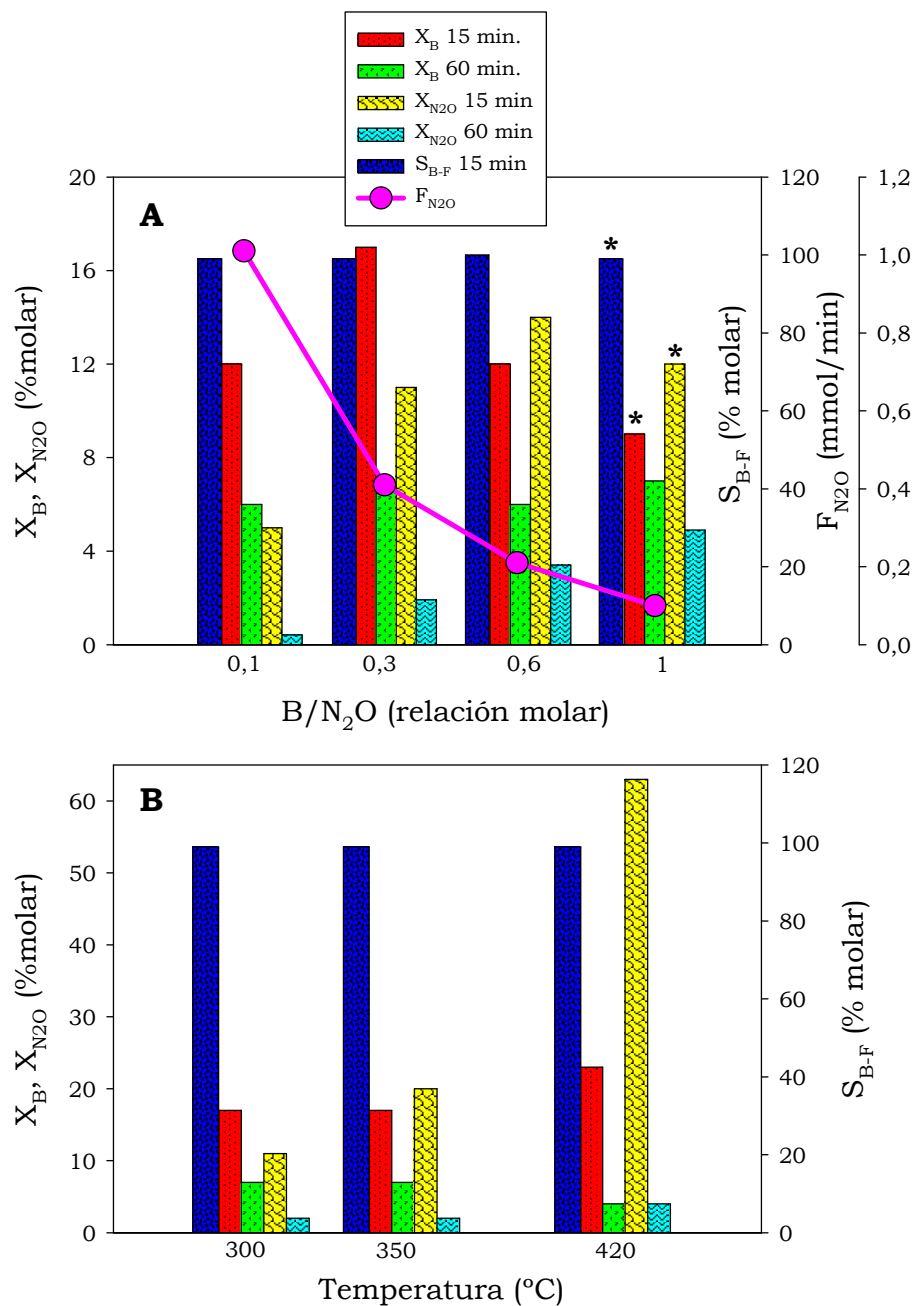 X_B 15 min.
X_B 60 min.
X_N2O 15 min
X_N2O 60 min
S_B-F 15 min
F_N2O
A
X_B, X_N2O (%molar)
20
16
12
8
4
0
S_B-F (% molar)
120
100
80
60
40
20
0
F_N2O (mmol/min)
1,2
1,0
0,8
0,6
0,4
0,2
0,0
*
*
*
0,1 0,3 0,6 1
B/N₂O (relación molar)
B
X_B, X_N2O (%molar)
60
50
40
30
20
10
0
S_B-F (% molar)
120
100
80
60
40
20
0
300 350 420
Temperatura (ºC)